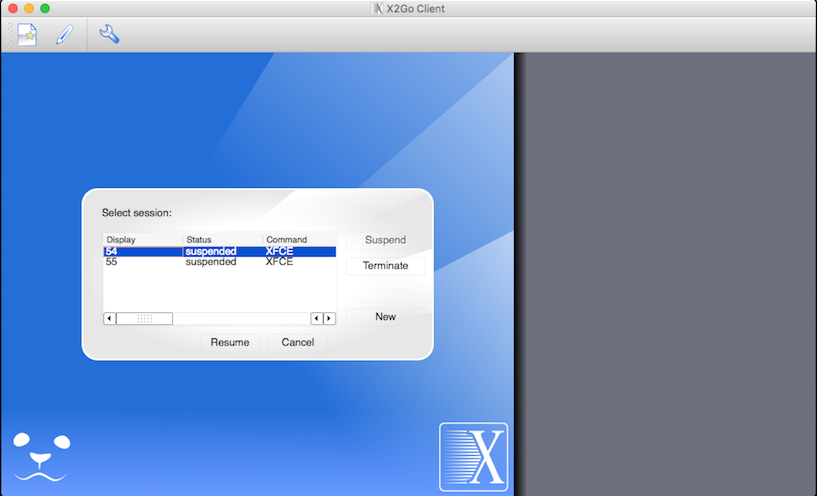 X2Go Client
Select session:
Display Status Command
54 suspended XFCE
55 suspended XFCE
Suspend
Terminate
New
Resume Cancel
X